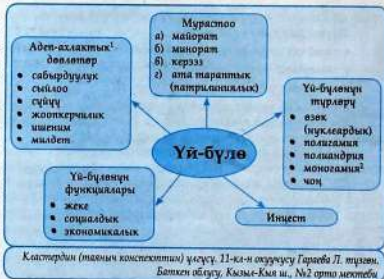 Мурастоо
а) майорат
б) минорат
в) керээз
г) ата тараптык
(патрилиниялык)
Адеп-ахлактык¹
дөөлөтөр
• сабырдуулук
• сыйлоо
• сүйүү
• жоопкерчилик
• ишеним
• милдет
Үй-бүлөнүн
түрлөрү
• өзөк
(нуклеардык)
• полигамия
• полиандрия
• моногамия²
• чоң
Үй-бүлө
Үй-бүлөнүн
функциялары
• жеке
• социалдык
• экономикалык
Инцест
Кластердин (таяныч конспекттин) үлгүсү. 11-кл-н окуучусу Гараева Л. түзгөн.
Баткен облусу, Кызыл-Кыя ш., №2 орто мектеби